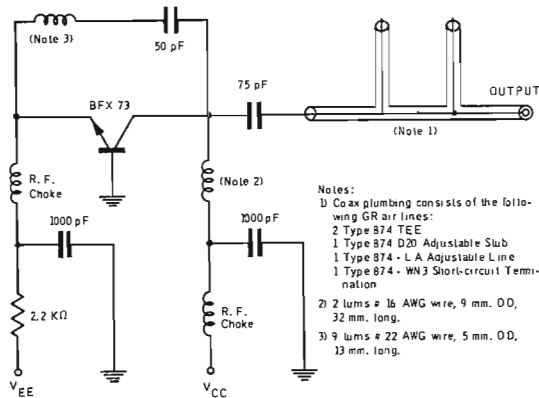 (Note 3)
50 pF
BFX 73
75 pF
OUTPUT
(Note 1)
R. F.
Choke
(Note 2)
1000 pF
1000 pF
2.2 KΩ
R. F.
Choke
VEE
VCC
Notes:
1) Coax plumbing consists of the follo-
wing GR air lines:
2 Type 874 TEE
1 Type 874 D20 Adjustable Stub
1 Type 874 - LA Adjustable Line
1 Type 874 - WN3 Short-circuit Termi-
nation
2) 2 turns # 16 AWG wire, 9 mm. OD,
32 mm. long.
3) 9 turns # 22 AWG wire, 5 mm. OD,
13 mm. long.